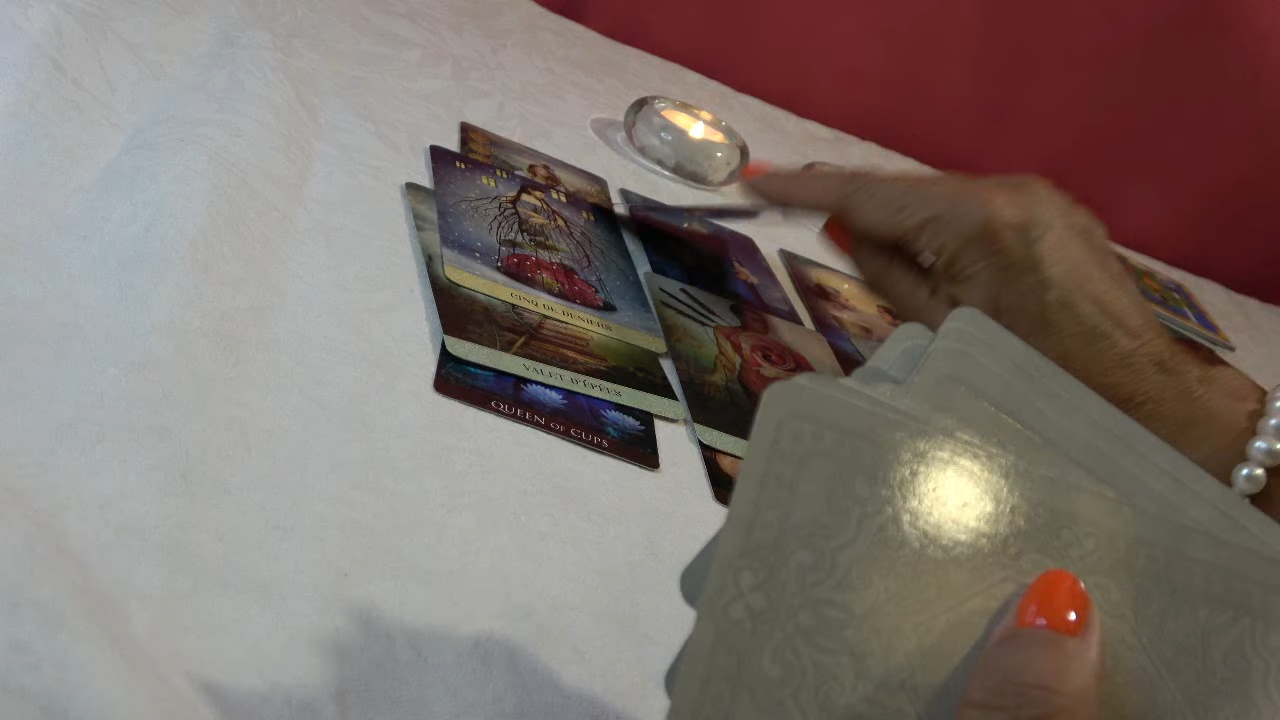 CINQ DE DENIERS
VALET D'ÉPÉES
QUEEN OF CUPS